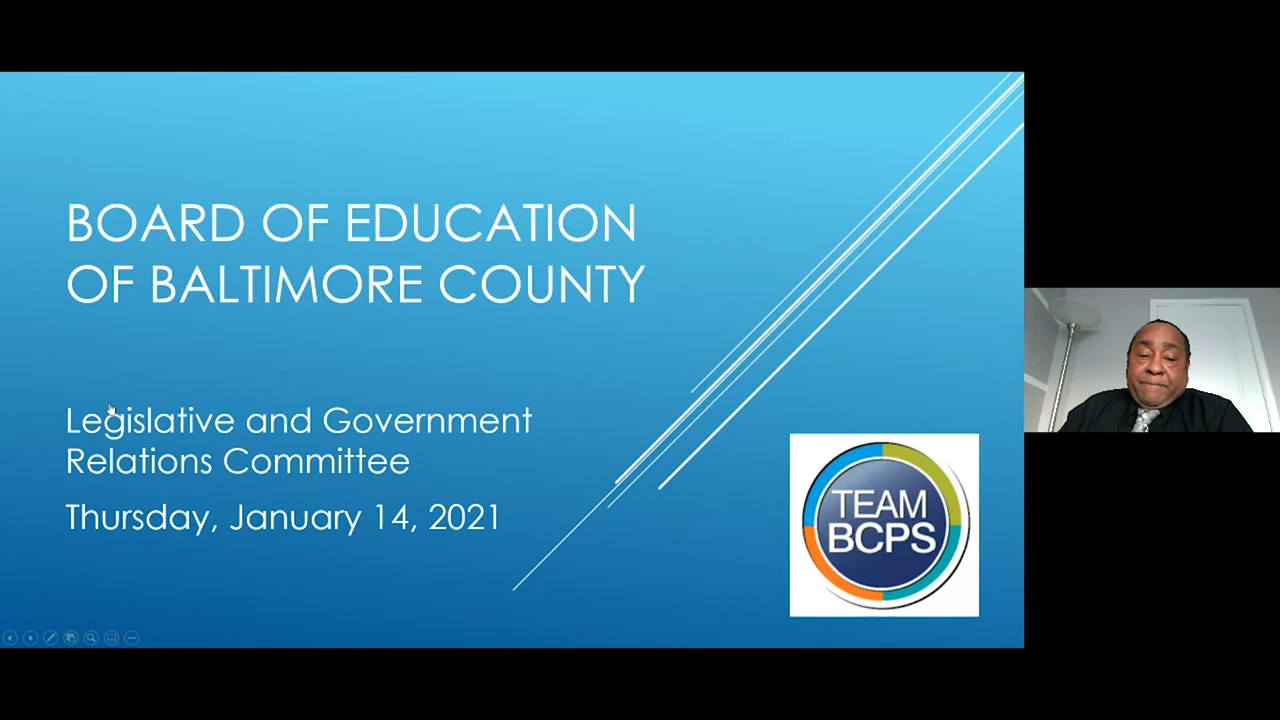 BOARD OF EDUCATION
OF BALTIMORE COUNTY
Legislative and Government
Relations Committee
Thursday, January 14, 2021
TEAM
BCPS